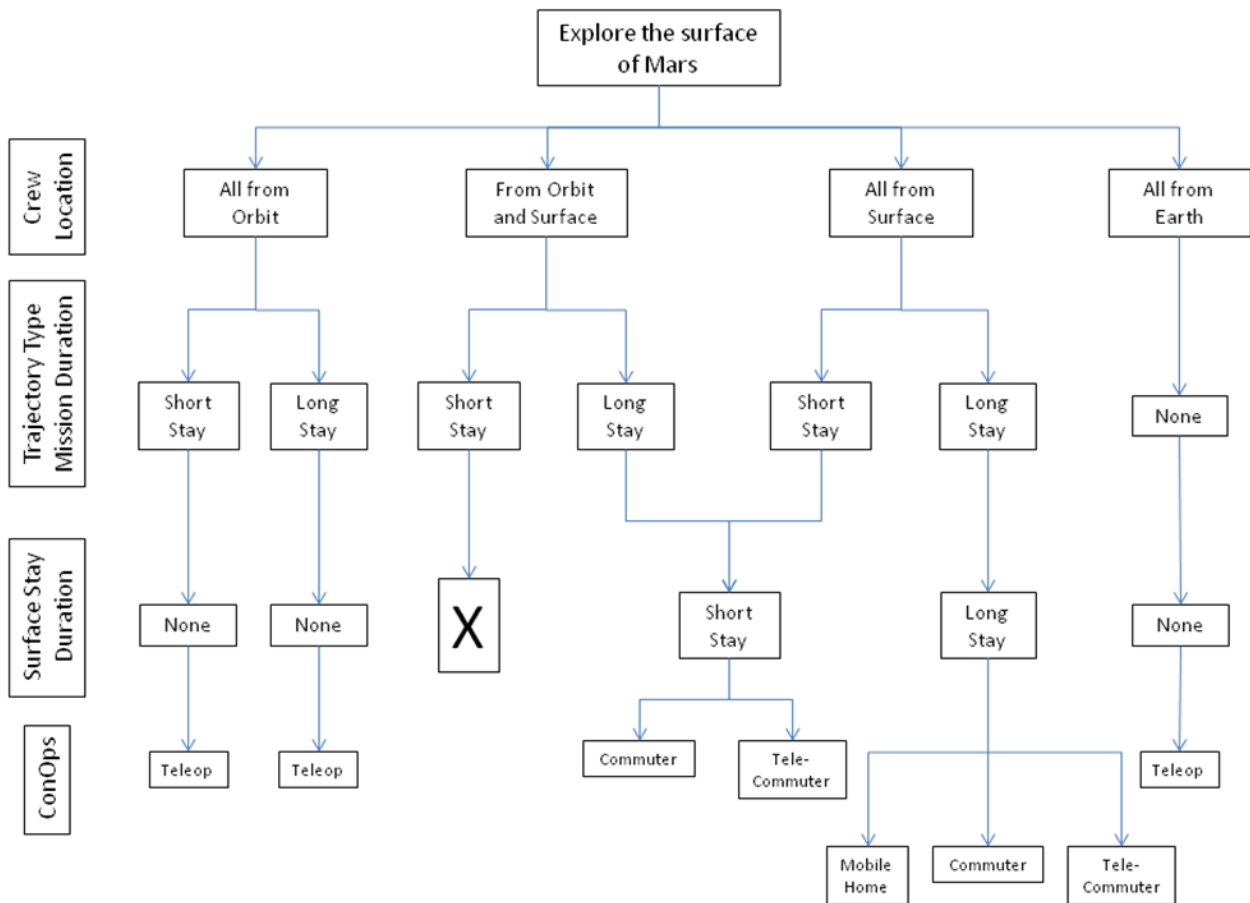 Explore the surface
of Mars
Crew
Location
All from
Orbit
From Orbit
and Surface
All from
Surface
All from
Earth
Trajectory Type
Mission Duration
Short
Stay
Long
Stay
Short
Stay
Long
Stay
Short
Stay
Long
Stay
None
Surface Stay
Duration
None
None
X
Short
Stay
Long
Stay
None
ConOps
Teleop
Teleop
Commuter
Tele-
Commuter
Teleop
Mobile
Home
Commuter
Tele-
Commuter